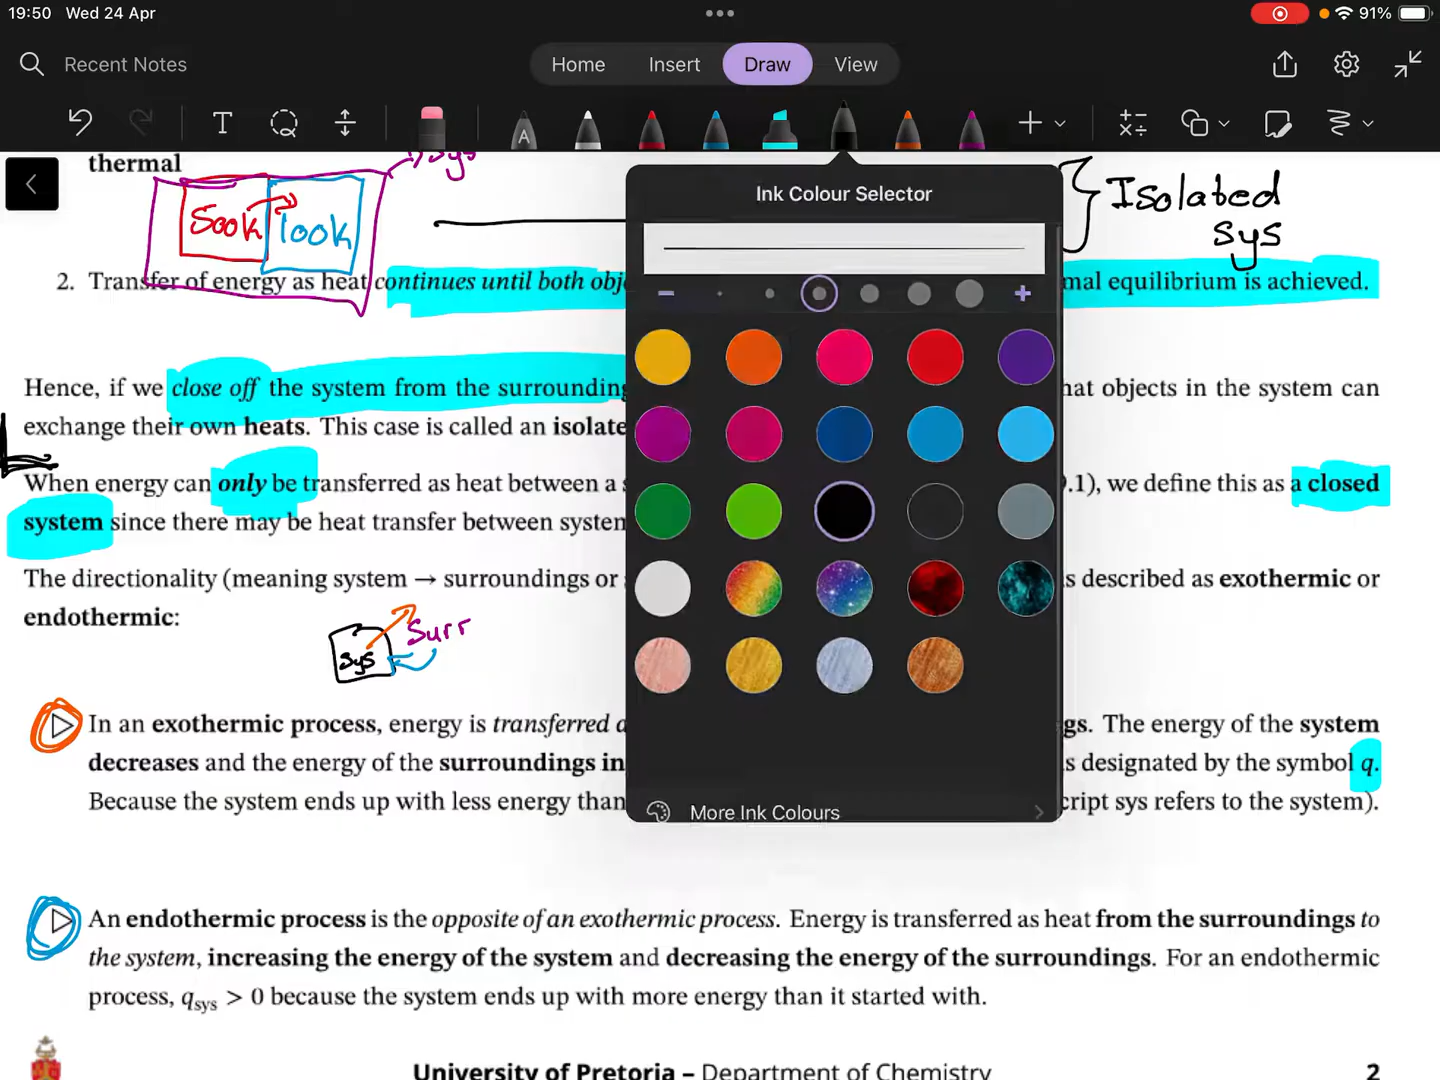 19:50 Wed 24 Apr
91%
Recent Notes
Home Insert Draw View
T
A
thermal
Sys
500k 100k
Isolated
sys
Ink Colour Selector
2. Transfer of energy as heat continues until both obj
mal equilibrium is achieved.
Hence, if we close off the system from the surrounding
hat objects in the system can
exchange their own heats. This case is called an isolate
When energy can only be transferred as heat between a s
.1), we define this as a closed
system since there may be heat transfer between system
The directionality (meaning system → surroundings or
s described as exothermic or
endothermic:
sys Surr
In an exothermic process, energy is transferred a
gs. The energy of the system
decreases and the energy of the surroundings in
s designated by the symbol q.
Because the system ends up with less energy than
cript sys refers to the system).
More Ink Colours
An endothermic process is the opposite of an exothermic process. Energy is transferred as heat from the surroundings to
the system, increasing the energy of the system and decreasing the energy of the surroundings. For an endothermic
process, qsys > 0 because the system ends up with more energy than it started with.
University of Pretoria – Department of Chemistry 2